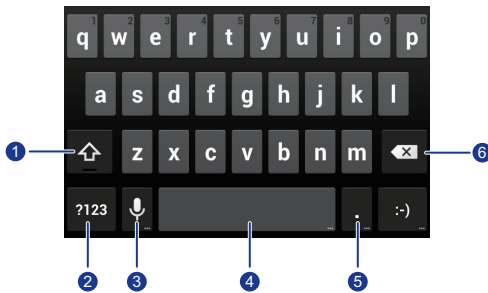 1 2 3 4 5 6 7 8 9 0
q w e r t y u i o p
a s d f g h j k l
1 z x c v b n m 6
?123 ... ... . ... :-) ...
2 3 4 5